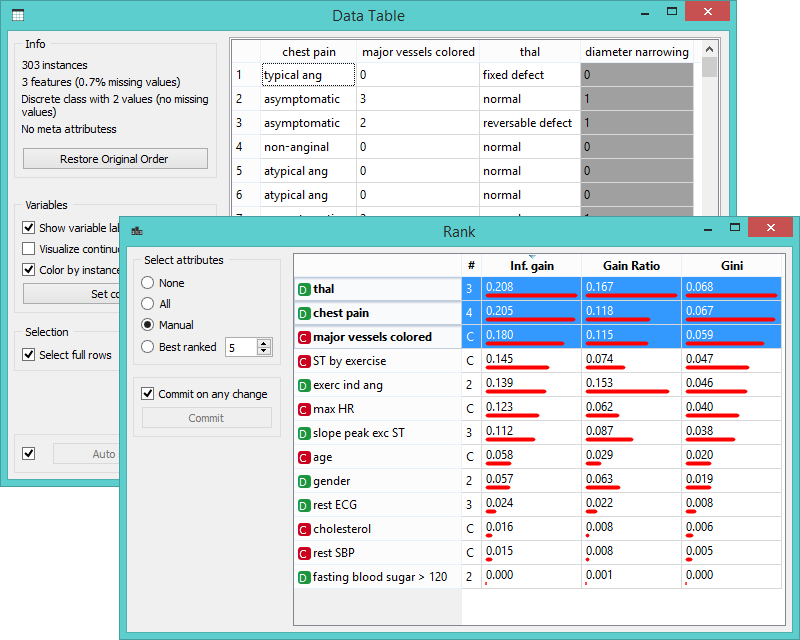 Data Table
Info
303 instances
3 features (0.7% missing values)
Discrete class with 2 values (no missing
values)
No meta attributess
Restore Original Order
Variables
Show variable lal
Visualize continu
Color by instance
Set co
Selection
Select full rows
Auto
chest pain major vessels colored thal diameter narrowing
1 typical ang 0 fixed defect 0
2 asymptomatic 3 normal 1
3 asymptomatic 2 reversable defect 1
4 non-anginal 0 normal 0
5 atypical ang 0 normal 0
6 atypical ang 0 normal 0
Rank
Select attributes
None
All
Manual
Best ranked 5
Commit on any change
Commit
# Inf. gain Gain Ratio Gini
D thal 3 0.208 0.167 0.068
D chest pain 4 0.205 0.118 0.067
C major vessels colored C 0.180 0.115 0.059
C ST by exercise C 0.145 0.074 0.047
D exerc ind ang 2 0.139 0.153 0.046
C max HR C 0.123 0.062 0.040
D slope peak exc ST 3 0.112 0.087 0.038
C age C 0.058 0.029 0.020
D gender 2 0.057 0.063 0.019
D rest ECG 3 0.024 0.022 0.008
C cholesterol C 0.016 0.008 0.006
C rest SBP C 0.015 0.008 0.005
D fasting blood sugar > 120 2 0.000 0.001 0.000